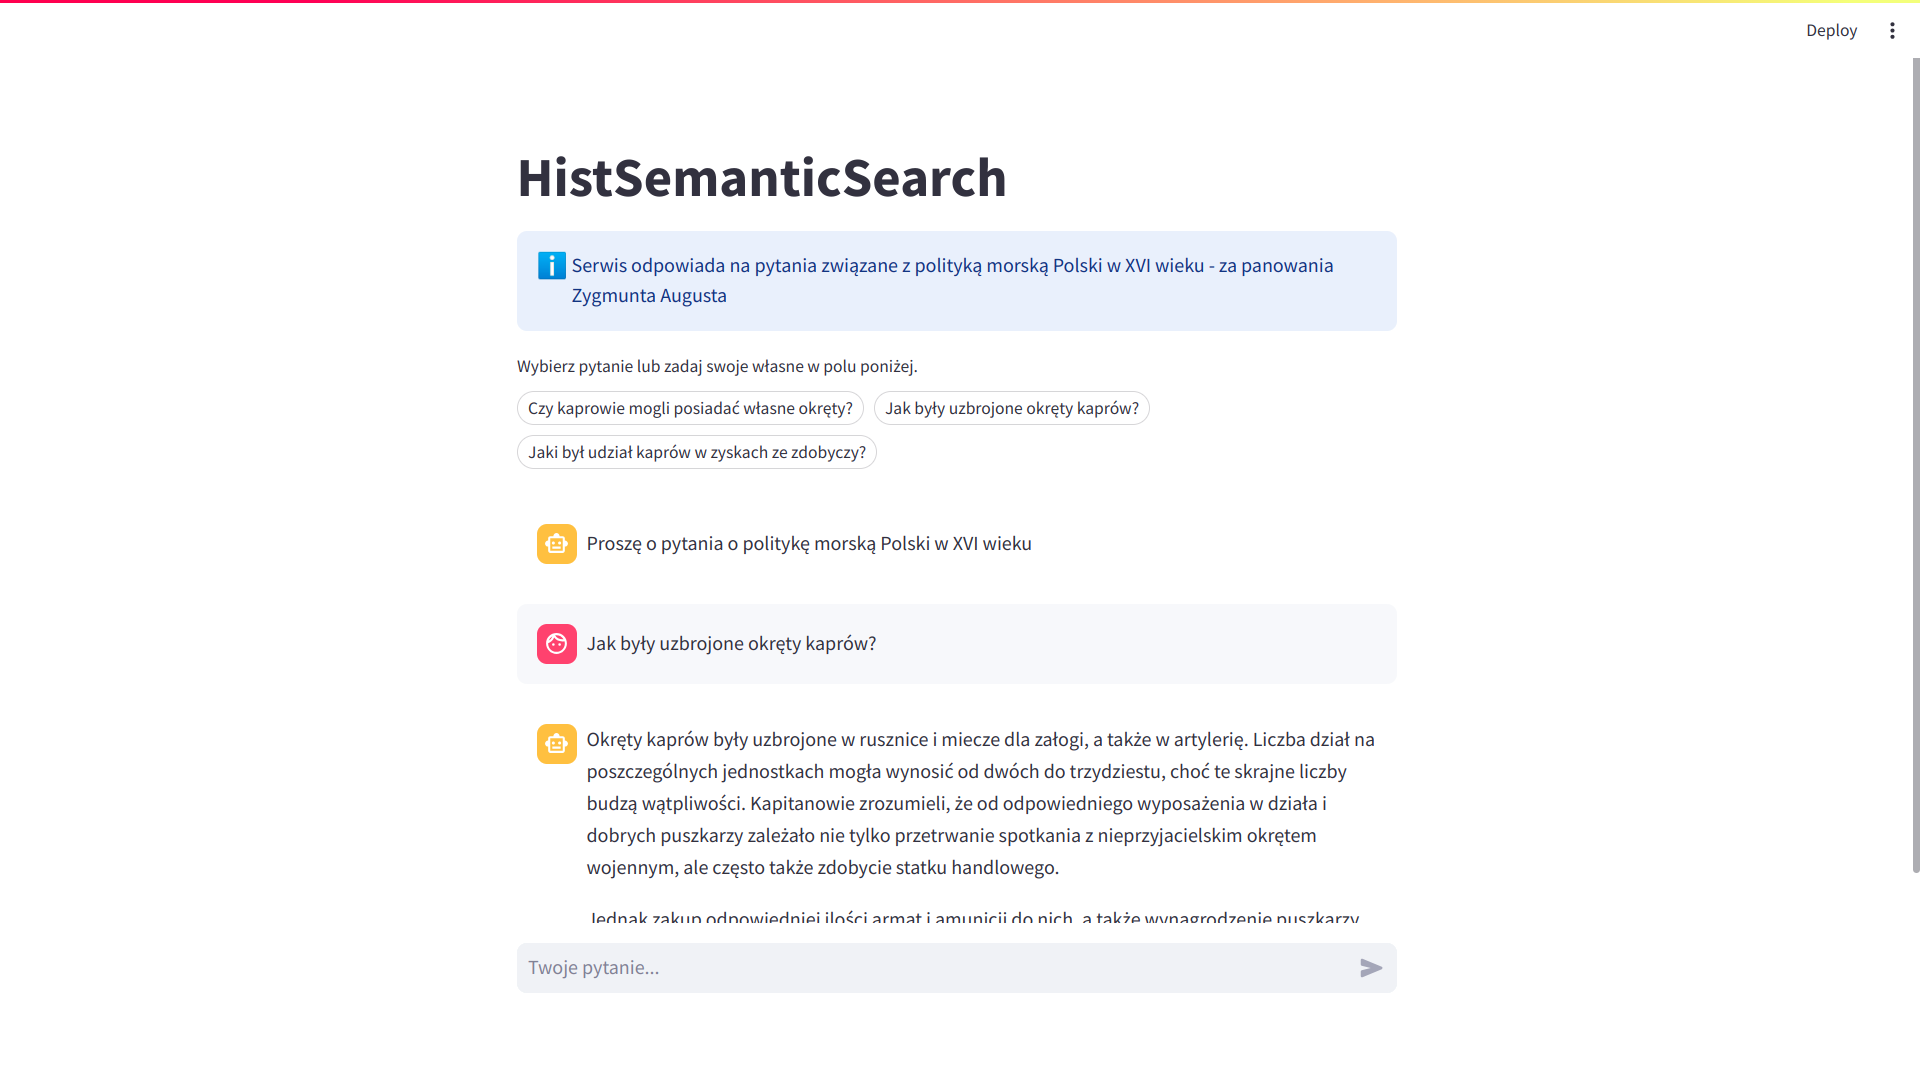 Deploy
HistSemanticSearch
Serwis odpowiada na pytania związane z polityką morską Polski w XVI wieku - za panowania
Zygmunta Augusta
Wybierz pytanie lub zadaj swoje własne w polu poniżej.
Czy kaprowie mogli posiadać własne okręty? Jak były uzbrojone okręty kaprów?
Jaki był udział kaprów w zyskach ze zdobyczy?
Proszę o pytania o politykę morską Polski w XVI wieku
Jak były uzbrojone okręty kaprów?
Okręty kaprów były uzbrojone w rusznice i miecze dla załogi, a także w artylerię. Liczba dział na
poszczególnych jednostkach mogła wynosić od dwóch do trzydziestu, choć te skrajne liczby
budzą wątpliwości. Kapitanowie zrozumieli, że od odpowiedniego wyposażenia w działa i
dobrych puszkarzy zależało nie tylko przetrwanie spotkania z nieprzyjacielskim okrętem
wojennym, ale często także zdobycie statku handlowego.
Jednak zakup odpowiedniej ilości armat i amunicji do nich, a także wynagrodzenie puszkarzy
Twoje pytanie...